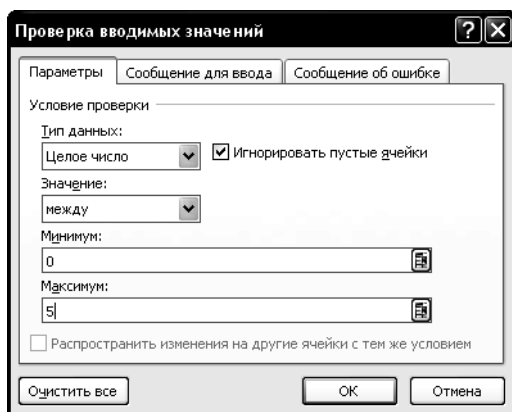 Проверка вводимых значений
Параметры Сообщение для ввода Сообщение об ошибке
Условие проверки
Тип данных:
Целое число Игнорировать пустые ячейки
Значение:
между
Минимум:
0
Максимум:
5
Распространить изменения на другие ячейки с тем же условием
Очистить все ОК Отмена